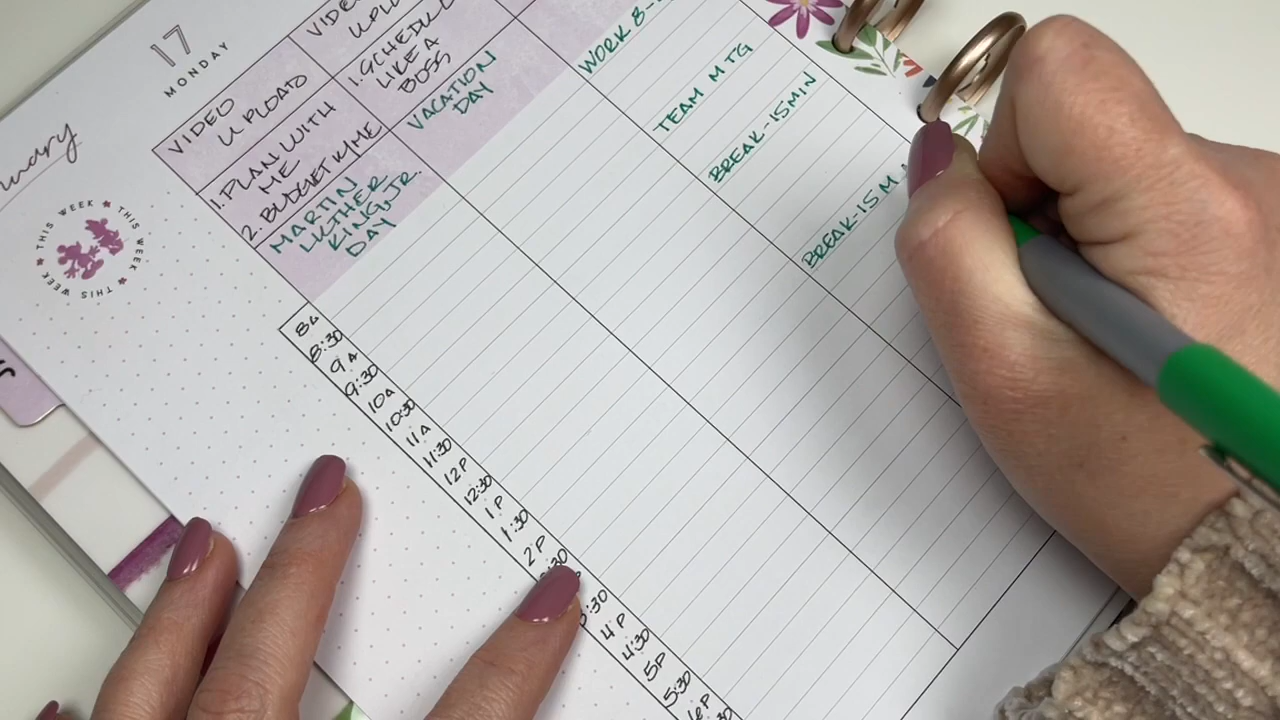 17
MONDAY
VIDEO
UPLOAD
1. PLAN WITH
ME
2. BUDGET W/ME
MARTIN
LUTHER
KING, JR.
DAY
1. SCHEDULE
LIKE A
BOSS
VACATION
DAY
WORK 8-
TEAM MTG
BREAK-15MIN
BREAK-15 M
THIS WEEK ★ THIS WEEK ★ THIS WEEK ★
8A
8:30
9A
9:30
10A
10:30
11A
11:30
12P
12:30
1P
1:30
2P
3:30
4P
4:30
5P
5:30
6P